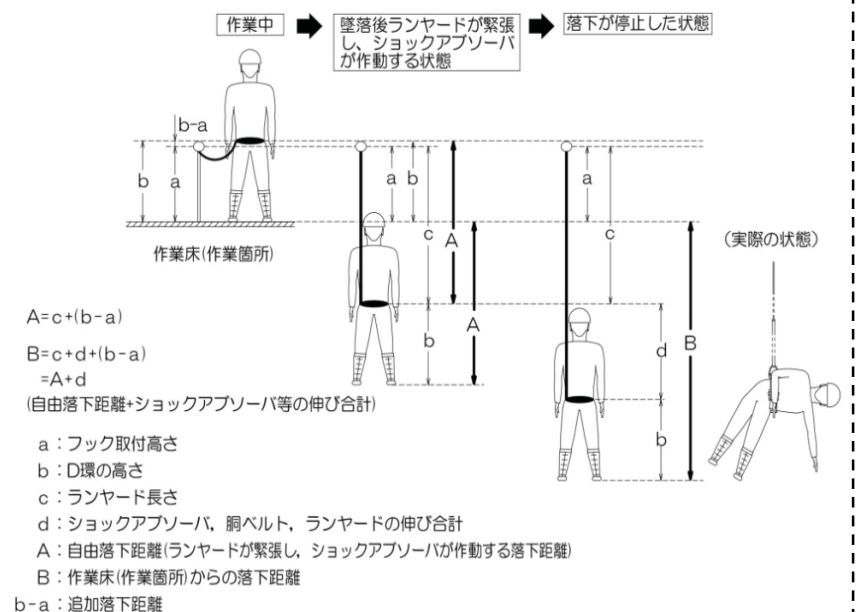 作業中
墜落後ランヤードが緊張
し、ショックアブソーバ
が作動する状態
落下が停止した状態
b-a
b
a
a
b
c
A
A
b
a
c
d
b
B
作業床(作業箇所)
(実際の状態)
A=c+(b-a)
B=c+d+(b-a)
=A+d
(自由落下距離+ショックアブソーバ等の伸び合計)
a：フック取付高さ
b：D環の高さ
c：ランヤード長さ
d：ショックアブソーバ，胴ベルト，ランヤードの伸び合計
A：自由落下距離(ランヤードが緊張し，ショックアブソーバが作動する落下距離)
B：作業床(作業箇所)からの落下距離
b-a：追加落下距離